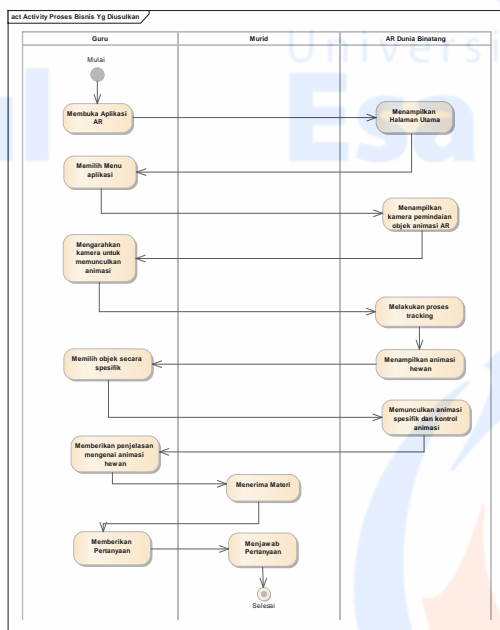 act Activity Proses Bisnis Yg Diusulkan
Guru
Murid
AR Dunia Binatang
Univers
Esa
Mulai
Membuka Aplikasi
AR
Menampilkan
Halaman Utama
Memilih Menu
aplikasi
Menampilkan
kamera pemindaian
objek animasi AR
Mengarahkan
kamera untuk
memunculkan
animasi
Melakukan proses
tracking
Memilih objek secara
spesifik
Menampilkan animasi
hewan
Memunculkan animasi
spesifik dan kontrol
animasi
Memberikan penjelasan
mengenai animasi
hewan
Menerima Materi
Memberikan
Pertanyaan
Menjawab
Pertanyaan
Selesai